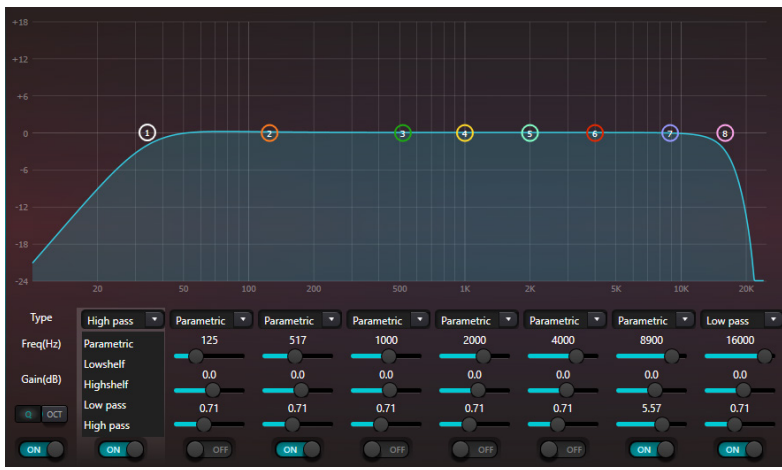 +18
+12
+6
0
-6
-12
-18
-24
1 2 3 4 5 6 7 8
20 50 100 200 500 1K 2K 5K 10K 20K
Type High pass Parametric Parametric Parametric Parametric Parametric Parametric Low pass
Freq(Hz) Parametric 125 517 1000 2000 4000 8900 16000
Lowshelf
Gain(dB) Highshelf 0.0 0.0 0.0 0.0 0.0 0.0 0.0
Low pass
Q OCT High pass 0.71 0.71 0.71 0.71 0.71 5.57 0.71
ON ON OFF ON OFF OFF OFF ON ON